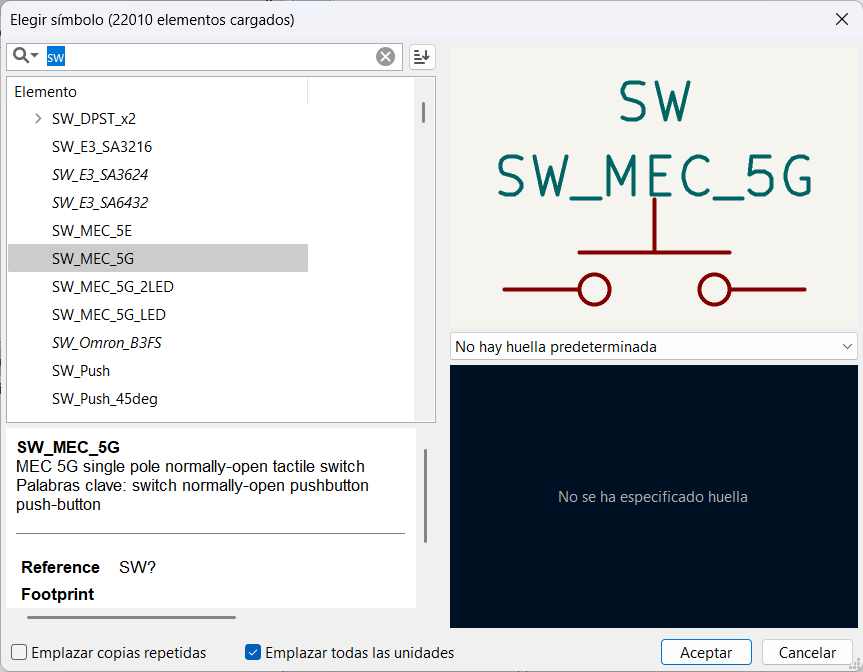 Elegir símbolo (22010 elementos cargados)
sw
Elemento
SW_DPST_x2
SW_E3_SA3216
SW_E3_SA3624
SW_E3_SA6432
SW_MEC_5E
SW_MEC_5G
SW_MEC_5G_2LED
SW_MEC_5G_LED
SW_Omron_B3FS
SW_Push
SW_Push_45deg
SW_MEC_5G
MEC 5G single pole normally-open tactile switch
Palabras clave: switch normally-open pushbutton
push-button
Reference SW?
Footprint
SW
SW_MEC_5G
No hay huella predeterminada
No se ha especificado huella
Emplazar copias repetidas
Emplazar todas las unidades
Aceptar
Cancelar